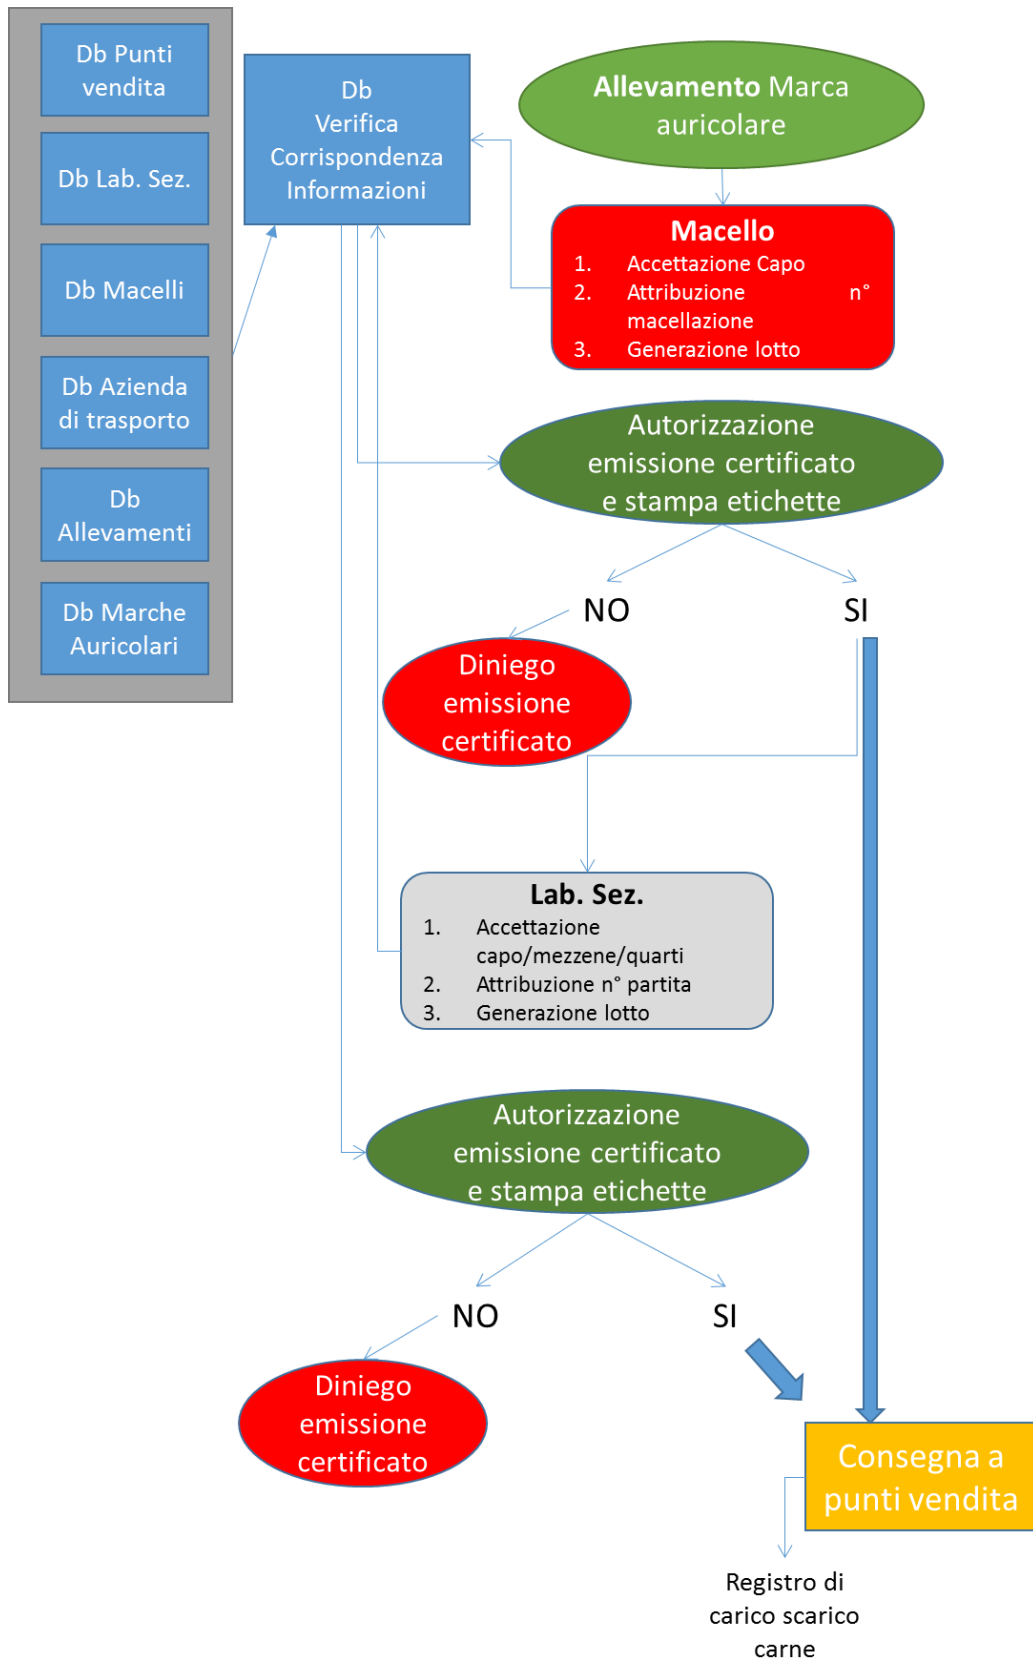 Db Punti
vendita
Db Lab. Sez.
Db Macelli
Db Azienda
di trasporto
Db
Allevamenti
Db Marche
Auricolari
Db
Verifica
Corrispondenza
Informazioni
Allevamento Marca
auricolare
Macello
1. Accettazione Capo
2. Attribuzione n°
macellazione
3. Generazione lotto
Autorizzazione
emissione certificato
e stampa etichette
NO SI
Diniego
emissione
certificato
Lab. Sez.
1. Accettazione
capo/mezzene/quarti
2. Attribuzione n° partita
3. Generazione lotto
Autorizzazione
emissione certificato
e stampa etichette
NO SI
Diniego
emissione
certificato
Consegna a
punti vendita
Registro di
carico scarico
carne